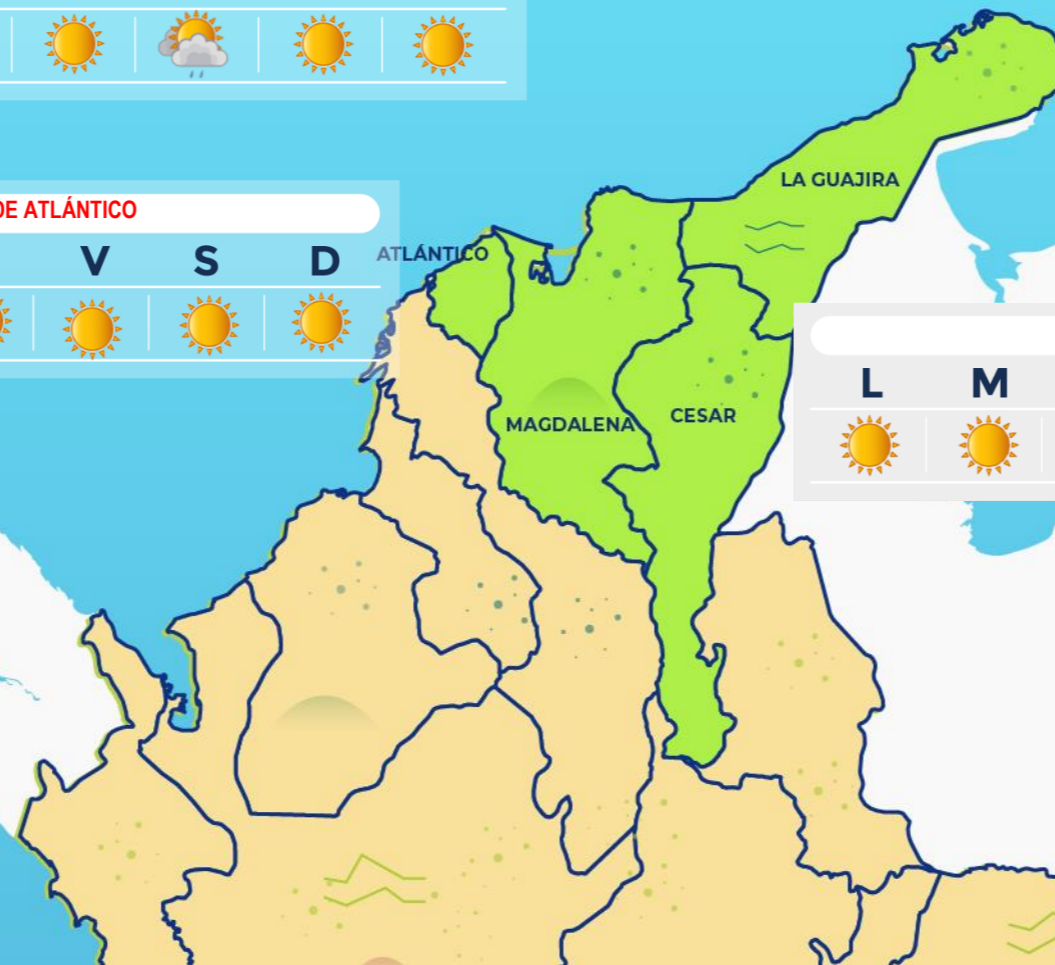 LA GUAJIRA
DE ATLÁNTICO
V S D
ATLÁNTICO
L M
MAGDALENA
CESAR